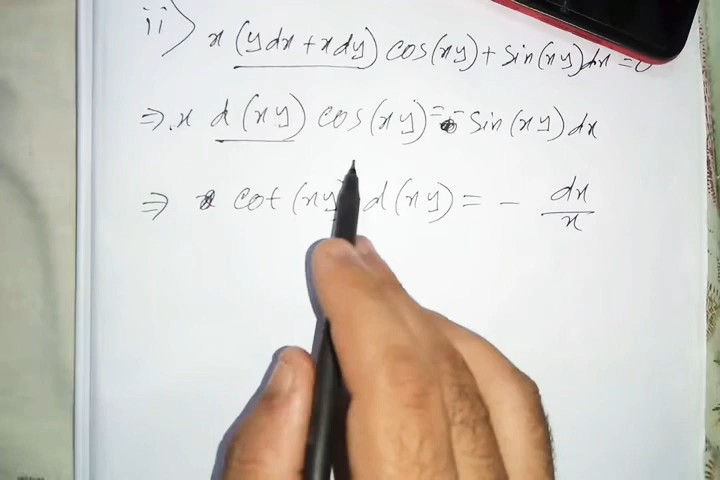 ii) x (ydx + xdy) cos(xy) + sin(xy)dx = 0
⇒ . x d(xy) cos(xy) = - sin(xy)dx
⇒ cot(xy) d(xy) = - dx/x